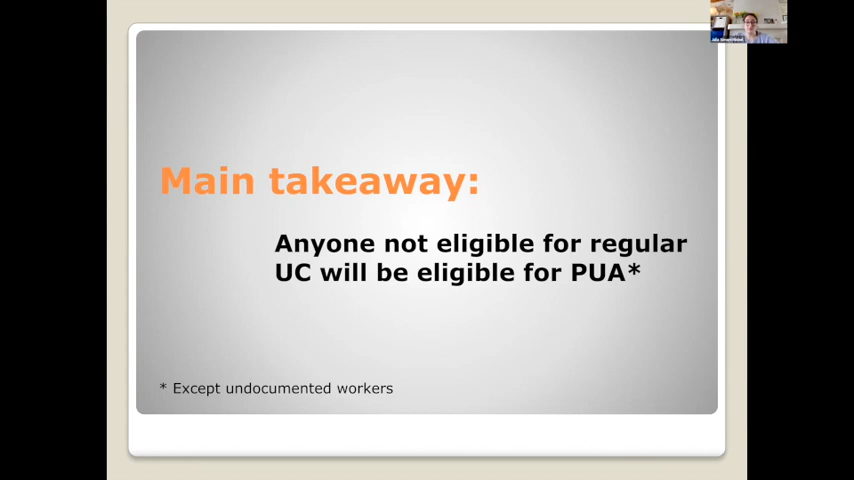 Main takeaway:
Anyone not eligible for regular
UC will be eligible for PUA*
* Except undocumented workers